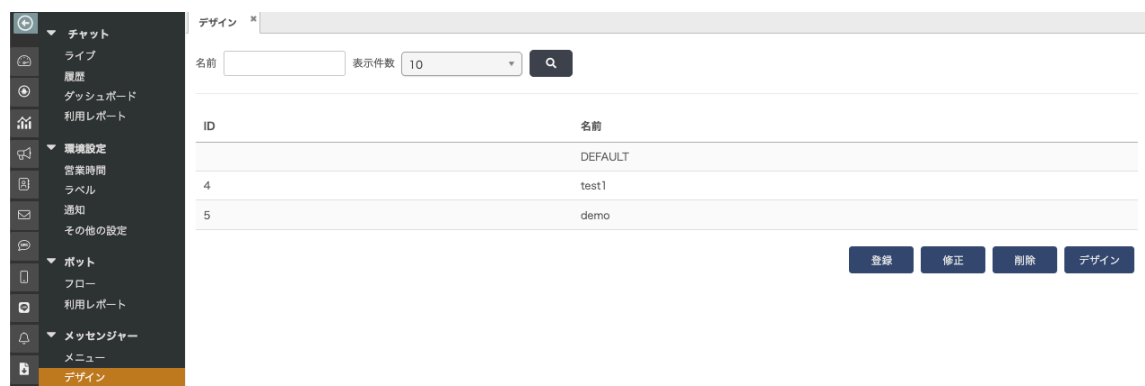 チャット
ライブ
履歴
ダッシュボード
利用レポート
環境設定
営業時間
ラベル
通知
その他の設定
ボット
フロー
利用レポート
メッセンジャー
メニュー
デザイン
デザイン ×
名前 表示件数 10
ID 名前
DEFAULT
4 test1
5 demo
登録 修正 削除 デザイン